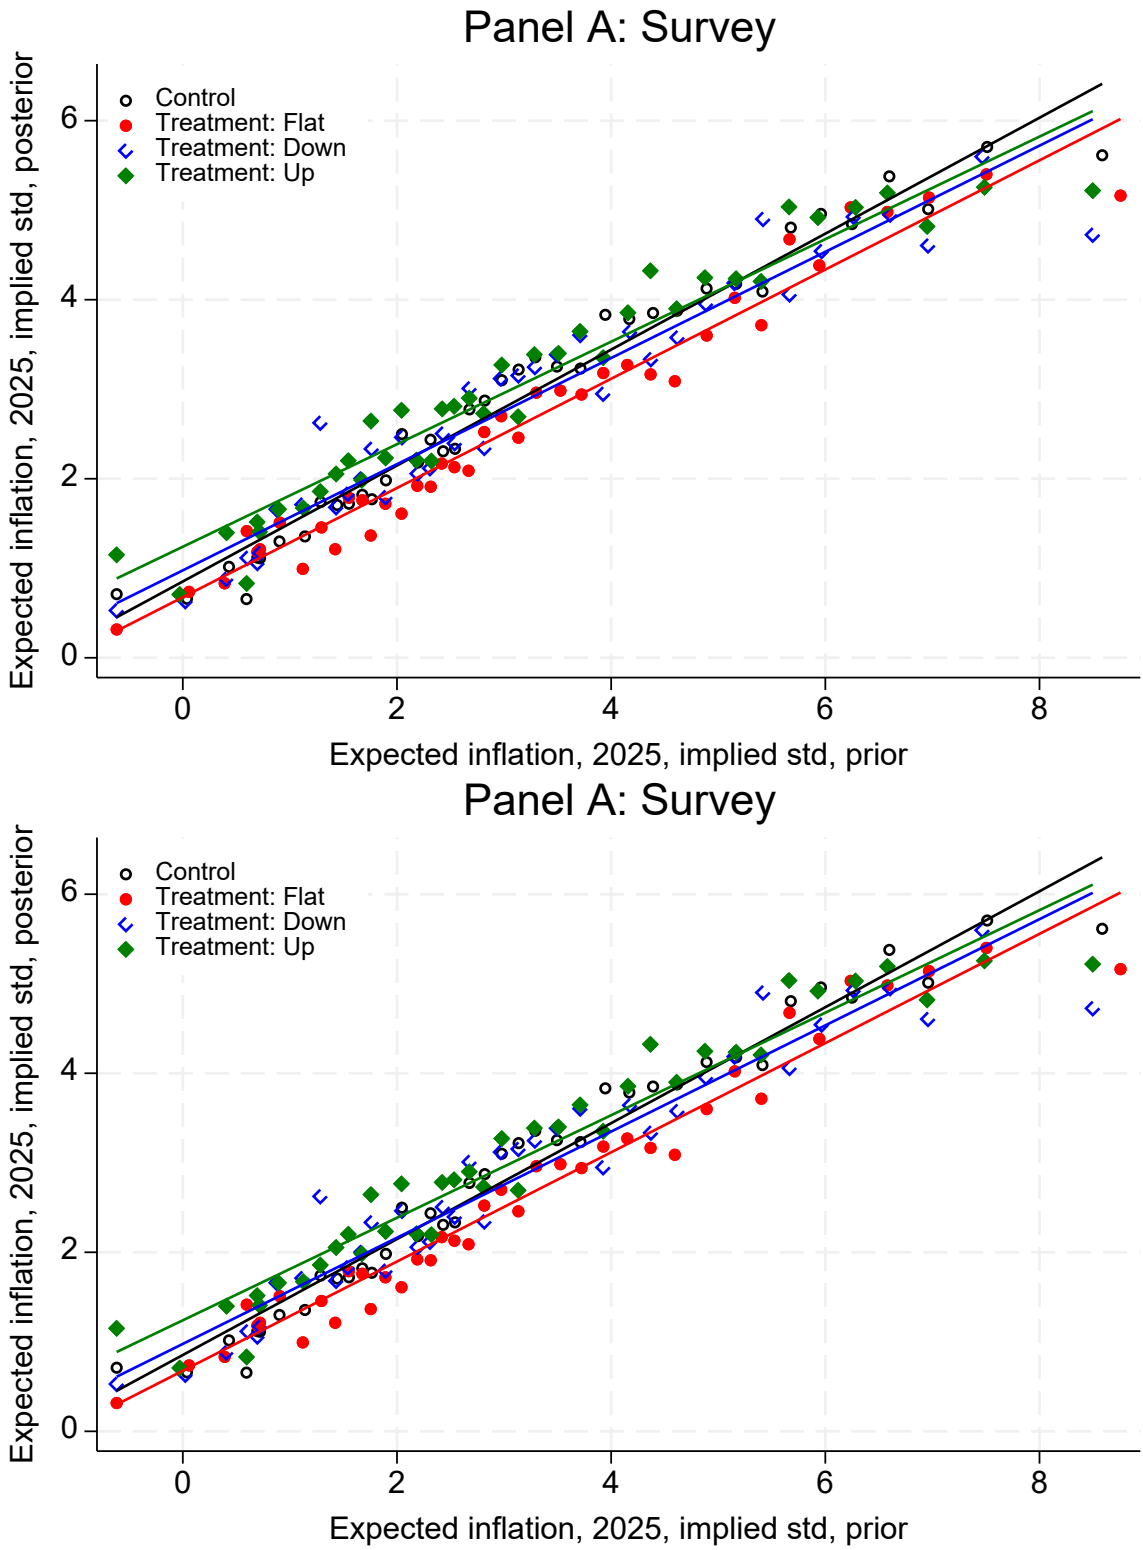 Panel A: Survey
Expected inflation, 2025, implied std, posterior
Control
Treatment: Flat
Treatment: Down
Treatment: Up
6
4
2
0
0 2 4 6 8
Expected inflation, 2025, implied std, prior
Panel A: Survey
Expected inflation, 2025, implied std, posterior
Control
Treatment: Flat
Treatment: Down
Treatment: Up
6
4
2
0
0 2 4 6 8
Expected inflation, 2025, implied std, prior